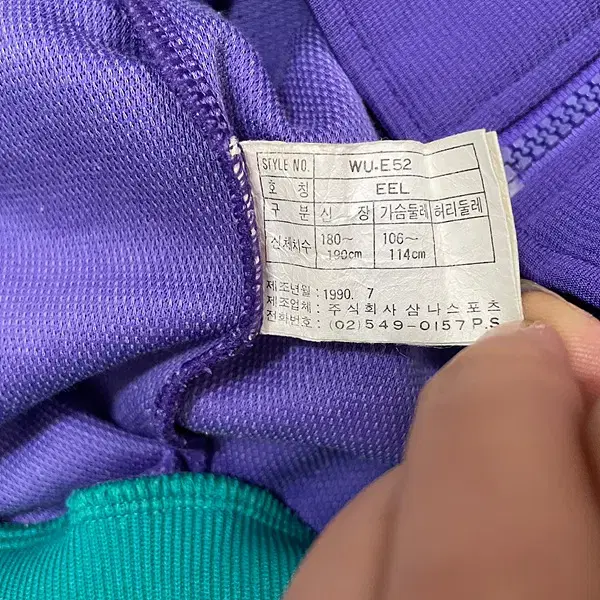 STYLE NO. WU-E52
호 칭 EEL
구 분 신 장 가슴둘레 허리둘레
신체치수 180~ 106~
190cm 114cm
제조년월 : 1990. 7
제조업체 : 주식회사 삼나스포츠
전화번호 : (02)549-0157 P.S